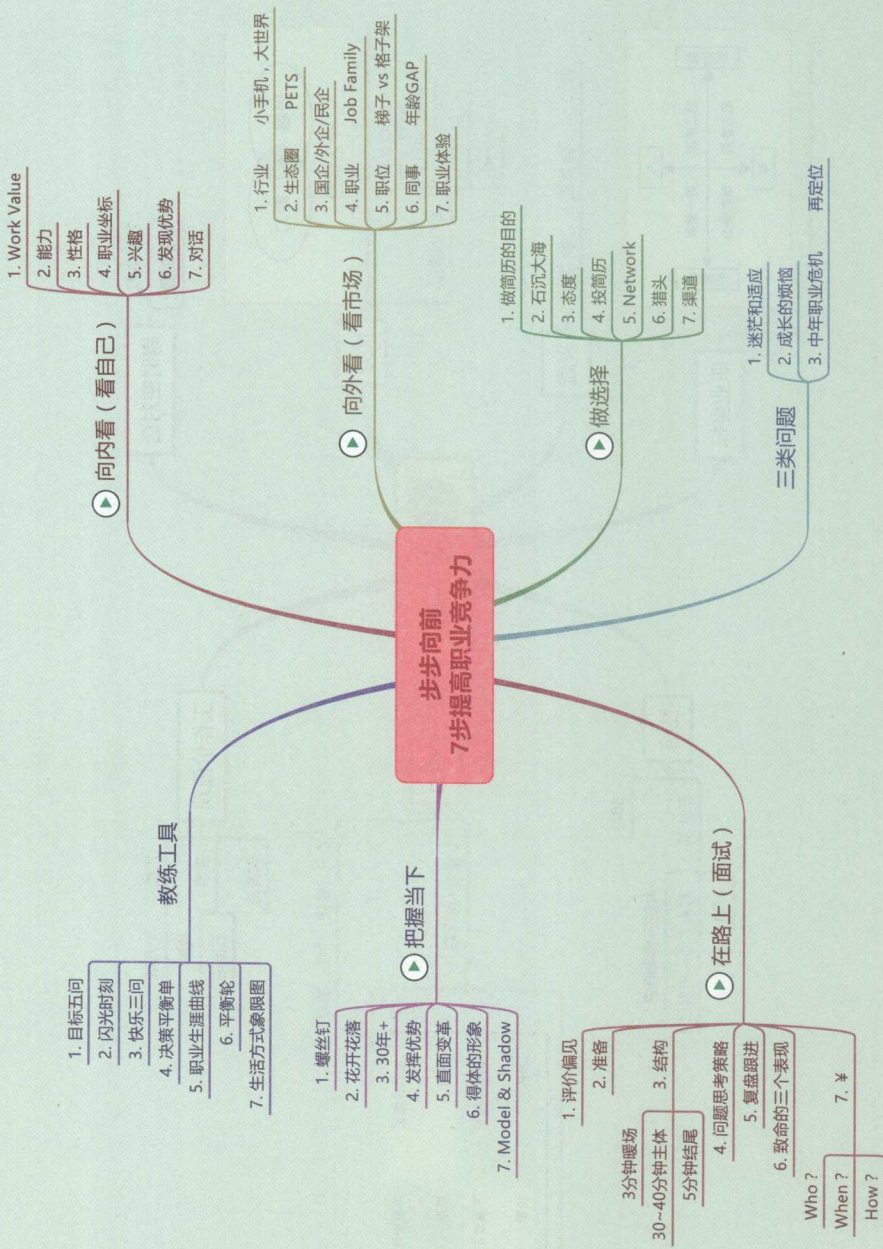 步步向前
7步提高职业竞争力
向内看（看自己）
1. Work Value
2. 能力
3. 性格
4. 职业坐标
5. 兴趣
6. 发现优势
7. 对话
向外看（看市场）
1. 行业 小手机，大世界
2. 生态圈 PETS
3. 国企/外企/民企
4. 职业 Job Family
5. 职位 梯子 vs 格子架
6. 同事 年龄GAP
7. 职业体验
做选择
1. 做简历的目的
2. 石沉大海
3. 态度
4. 投简历
5. Network
6. 猎头
7. 渠道
三类问题
1. 迷茫和适应
2. 成长的烦恼
3. 中年职业危机 再定位
教练工具
1. 目标五问
2. 闪光时刻
3. 快乐三问
4. 决策平衡单
5. 职业生涯曲线
6. 平衡轮
7. 生活方式象限图
把握当下
1. 螺丝钉
2. 花开花落
3. 30年+
4. 发挥优势
5. 直面变革
6. 得体的形象
7. Model & Shadow
在路上（面试）
1. 评价偏见
2. 准备
3. 结构
3分钟暖场
30~40分钟主体
5分钟结尾
4. 问题思考策略
5. 复盘跟进
6. 致命的三个表现
7. ¥
Who？
When？
How？